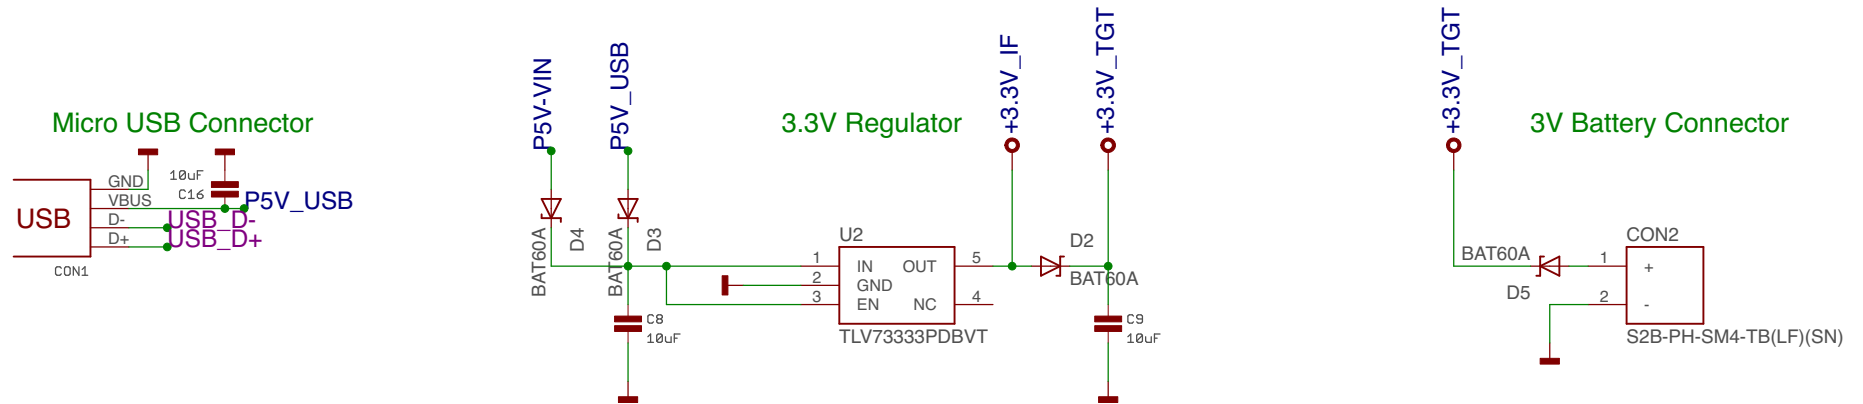 Micro USB Connector
GND
10uF
C16
VBUS
P5V_USB
USB
D-
USB_D-
D+
USB_D+
CON1
P5V-VIN
P5V_USB
3.3V Regulator
+3.3V_IF
+3.3V_TGT
BAT60A
D4
BAT60A
D3
U2
D2
1
IN
OUT
5
BAT60A
2
GND
3
EN
NC
4
C8
10uF
TLV73333PDBVT
C9
10uF
+3.3V_TGT
3V Battery Connector
CON2
BAT60A
1
+
D5
2
-
S2B-PH-SM4-TB(LF)(SN)